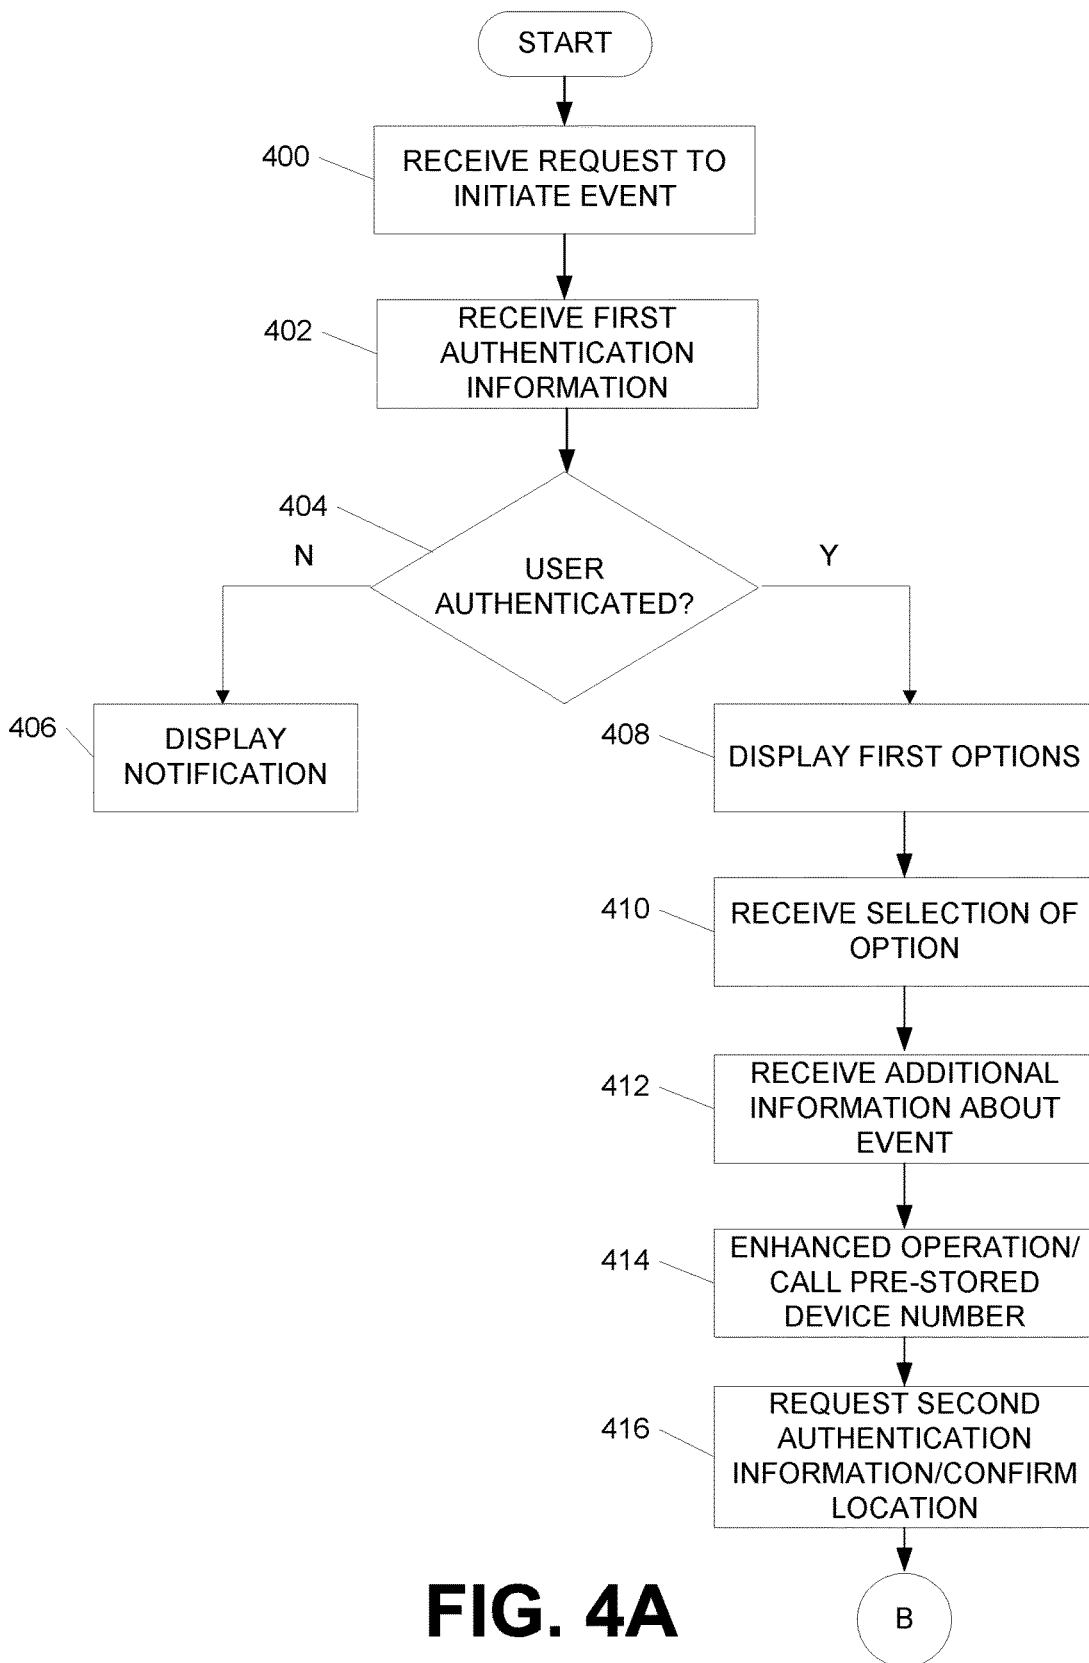 START
400
RECEIVE REQUEST TO
INITIATE EVENT
402
RECEIVE FIRST
AUTHENTICATION
INFORMATION
404
N
USER
AUTHENTICATED?
Y
406
DISPLAY
NOTIFICATION
408
DISPLAY FIRST OPTIONS
410
RECEIVE SELECTION OF
OPTION
412
RECEIVE ADDITIONAL
INFORMATION ABOUT
EVENT
414
ENHANCED OPERATION/
CALL PRE-STORED
DEVICE NUMBER
416
REQUEST SECOND
AUTHENTICATION
INFORMATION/CONFIRM
LOCATION
B
FIG. 4A